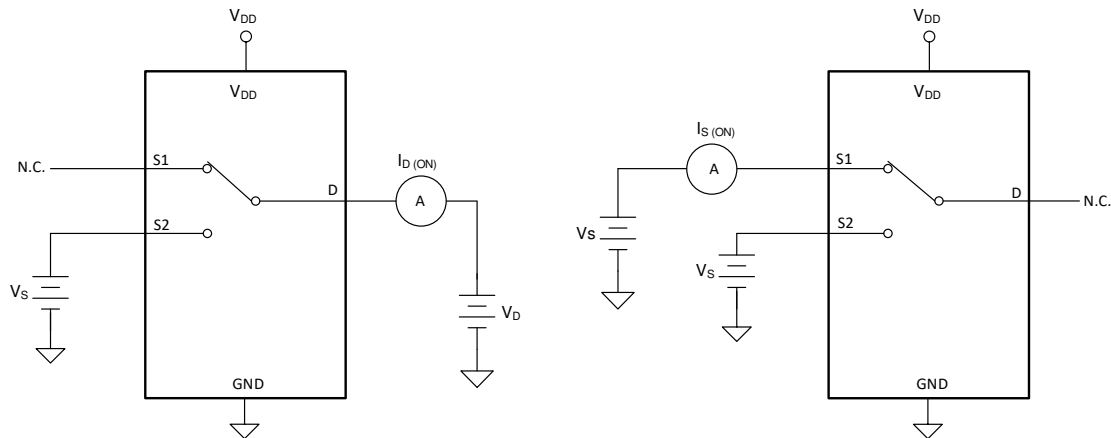 VDD
VDD
N.C.
S1
S2
D
ID (ON)
A
VS
VD
GND
VDD
VDD
IS (ON)
A
S1
S2
D
N.C.
Vs
VS
GND